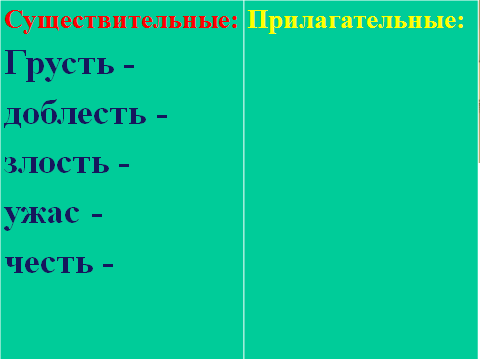 Существительные:
Прилагательные:
Грусть -
доблесть -
злость -
ужас -
честь -